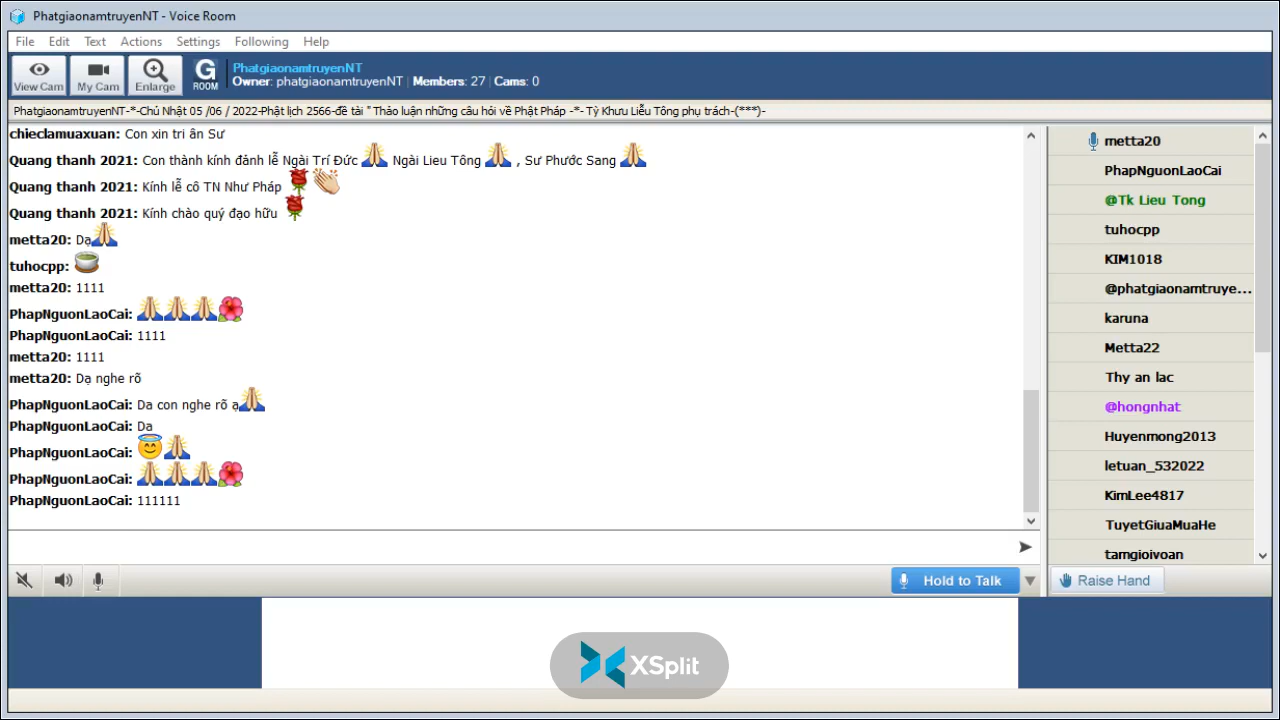 PhatgiaonamtruyenNT - Voice Room
File Edit Text Actions Settings Following Help
View Cam My Cam Enlarge G ROOM
PhatgiaonamtruyenNT
Owner: phatgiaonamtruyenNT | Members: 27 | Cams: 0
PhatgiaonamtruyenNT-*-Chủ Nhật 05 /06 / 2022-Phật lịch 2566-đề tài " Thảo luận những câu hỏi về Phật Pháp -*- Tỳ Khưu Liễu Tông phụ trách-(***)-
chieclamuaxuan: Con xin tri ân Sư
Quang thanh 2021: Con thành kính đảnh lễ Ngài Trí Đức Ngài Lieu Tông , Sư Phước Sang
Quang thanh 2021: Kính lễ cô TN Như Pháp
Quang thanh 2021: Kính chào quý đạo hữu
metta20: Dạ
tuhocpp:
metta20: 1111
PhapNguonLaoCai:
PhapNguonLaoCai: 1111
metta20: 1111
metta20: Dạ nghe rõ
PhapNguonLaoCai: Da con nghe rõ ạ
PhapNguonLaoCai: Da
PhapNguonLaoCai:
PhapNguonLaoCai:
PhapNguonLaoCai: 111111
metta20
PhapNguonLaoCai
@Tk Lieu Tong
tuhocpp
KIM1018
@phatgiaonamtruye...
karuna
Metta22
Thy an lac
@hongnhat
Huyenmong2013
letuan_532022
KimLee4817
TuyetGiuaMuaHe
tamgioivoan
Hold to Talk
Raise Hand
XSplit